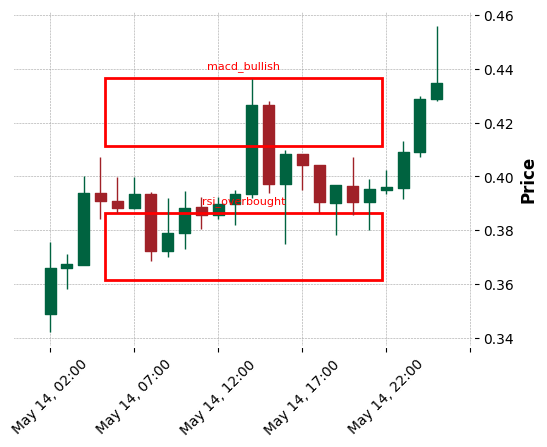 0.46
macd_bullish
0.44
0.42
0.40
lrsi_overbought
0.38
0.36
0.34
Price
May 14, 02:00
May 14, 07:00
May 14, 12:00
May 14, 17:00
May 14, 22:00